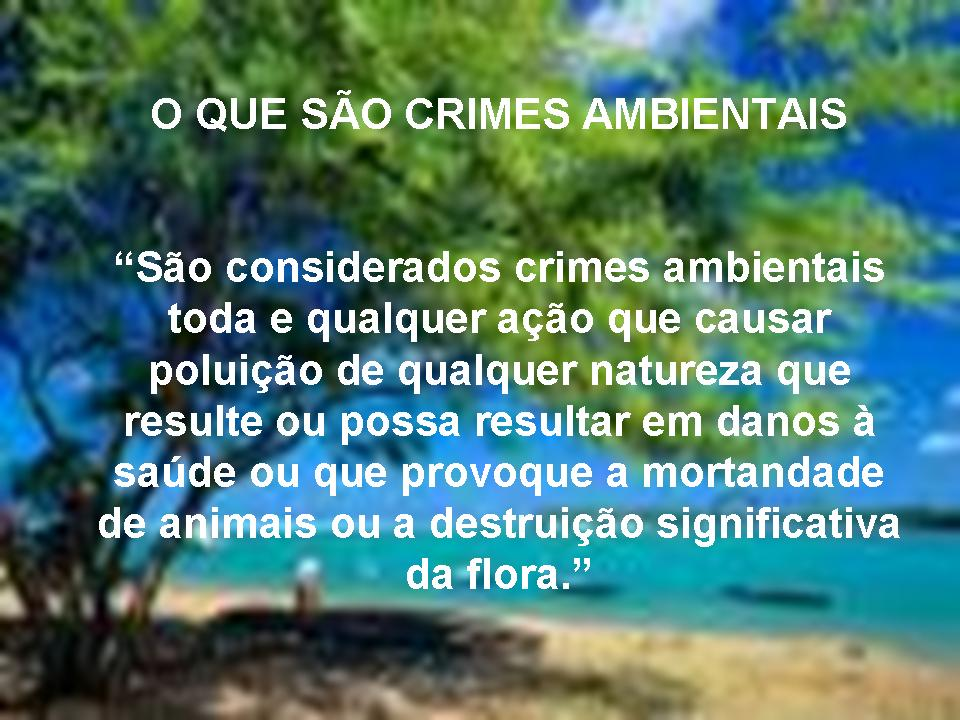 O QUE SÃO CRIMES AMBIENTAIS
“São considerados crimes ambientais
toda e qualquer ação que causar
poluição de qualquer natureza que
resulte ou possa resultar em danos à
saúde ou que provoque a mortandade
de animais ou a destruição significativa
da flora.”